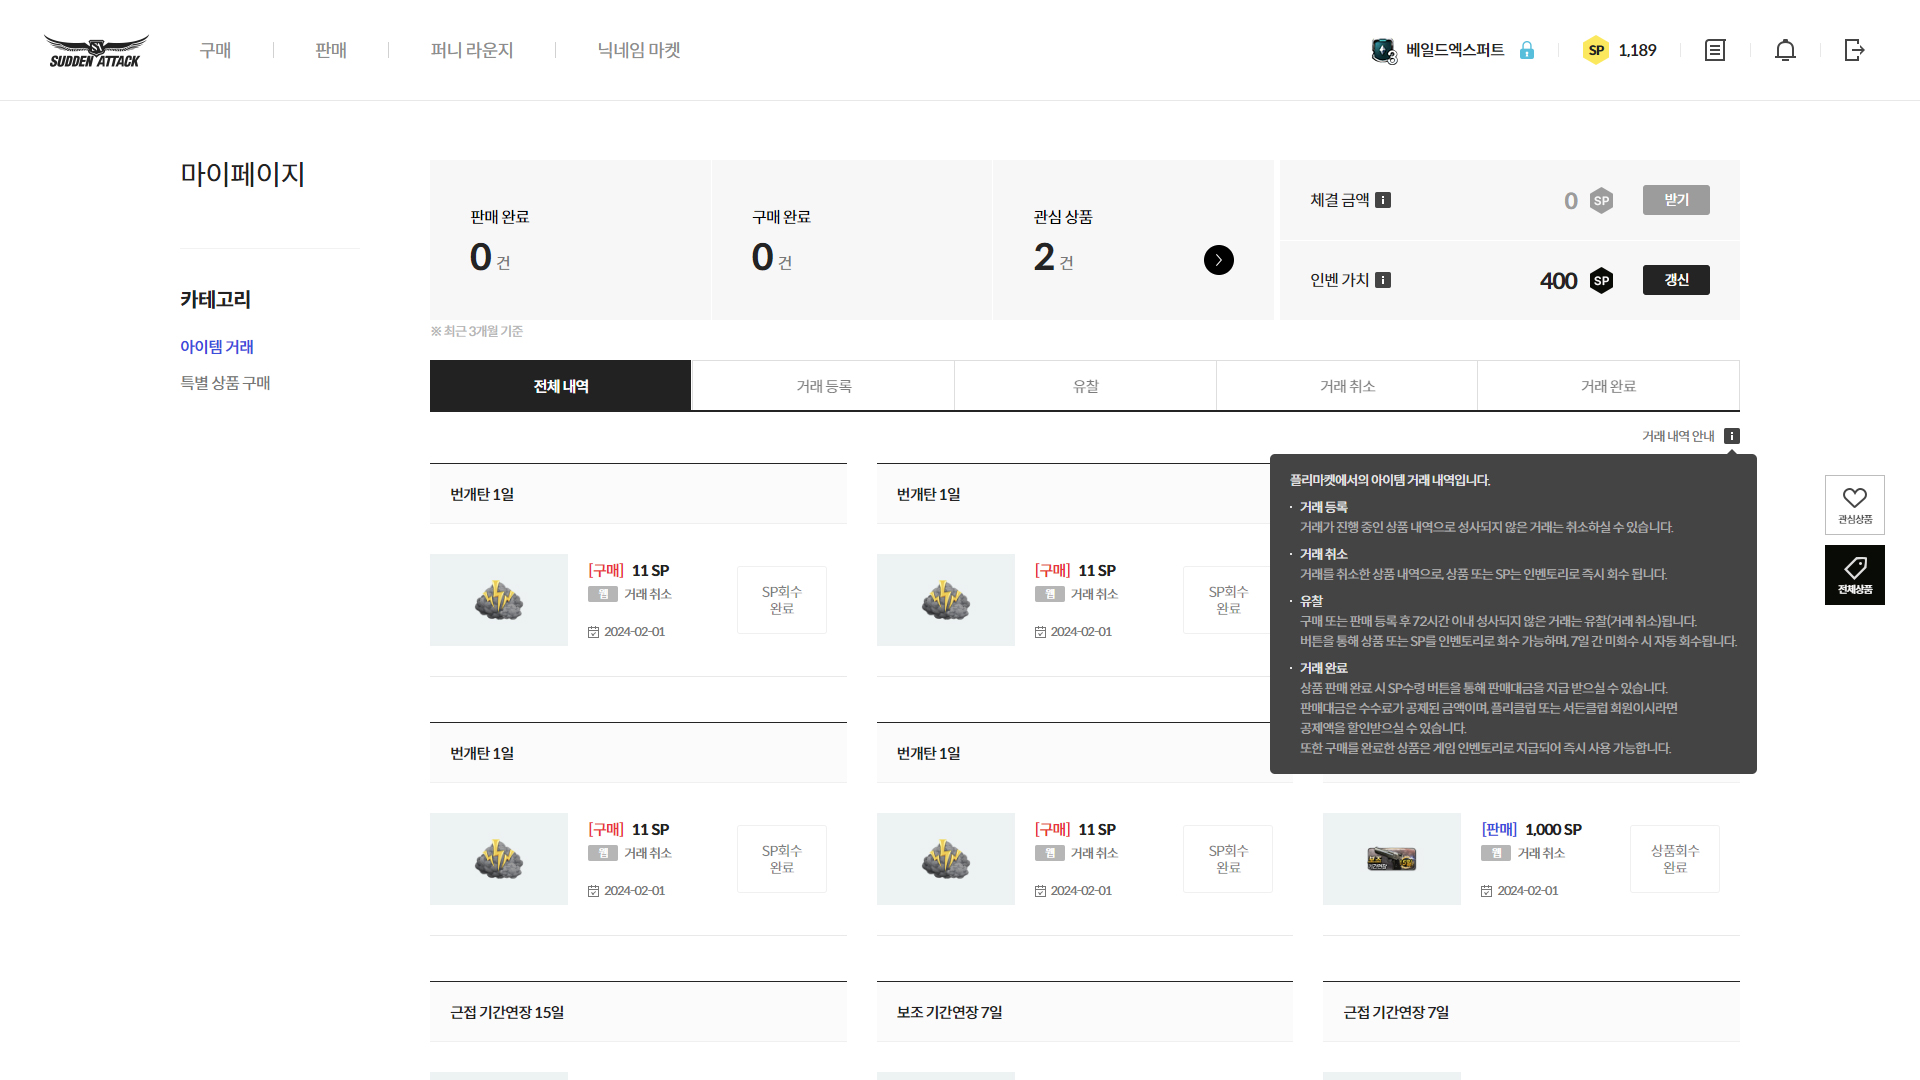 SUDDEN ATTACK
구매
판매
퍼니 라운지
닉네임 마켓
3
베일드엑스퍼트
SP
1,189
마이페이지
카테고리
아이템 거래
특별 상품 구매
판매 완료
0 건
구매 완료
0 건
관심 상품
2 건
체결 금액 i
0 SP
받기
인벤 가치 i
400 SP
갱신
※ 최근 3개월 기준
전체 내역
거래 등록
유찰
거래 취소
거래 완료
거래 내역 안내 i
플리마켓에서의 아이템 거래 내역입니다.
· 거래 등록
거래가 진행 중인 상품 내역으로 성사되지 않은 거래는 취소하실 수 있습니다.
· 거래 취소
거래를 취소한 상품 내역으로, 상품 또는 SP는 인벤토리로 즉시 회수 됩니다.
· 유찰
구매 또는 판매 등록 후 72시간 이내 성사되지 않은 거래는 유찰(거래 취소)됩니다.
버튼을 통해 상품 또는 SP를 인벤토리로 회수 가능하며, 7일 간 미회수 시 자동 회수됩니다.
· 거래 완료
상품 판매 완료 시 SP수령 버튼을 통해 판매대금을 지급 받으실 수 있습니다.
판매대금은 수수료가 공제된 금액이며, 플리클럽 또는 서든클럽 회원이시라면
공제액을 할인받으실 수 있습니다.
또한 구매를 완료한 상품은 게임 인벤토리로 지급되어 즉시 사용 가능합니다.
관심상품
전체상품
번개탄 1일
[구매] 11 SP
웹 거래 취소
2024-02-01
SP회수
완료
번개탄 1일
[구매] 11 SP
웹 거래 취소
2024-02-01
SP회수
완료
번개탄 1일
[구매] 11 SP
웹 거래 취소
2024-02-01
SP회수
완료
번개탄 1일
[구매] 11 SP
웹 거래 취소
2024-02-01
SP회수
완료
보조
기간연장
[판매] 1,000 SP
웹 거래 취소
2024-02-01
상품회수
완료
근접 기간연장 15일
보조 기간연장 7일
근접 기간연장 7일